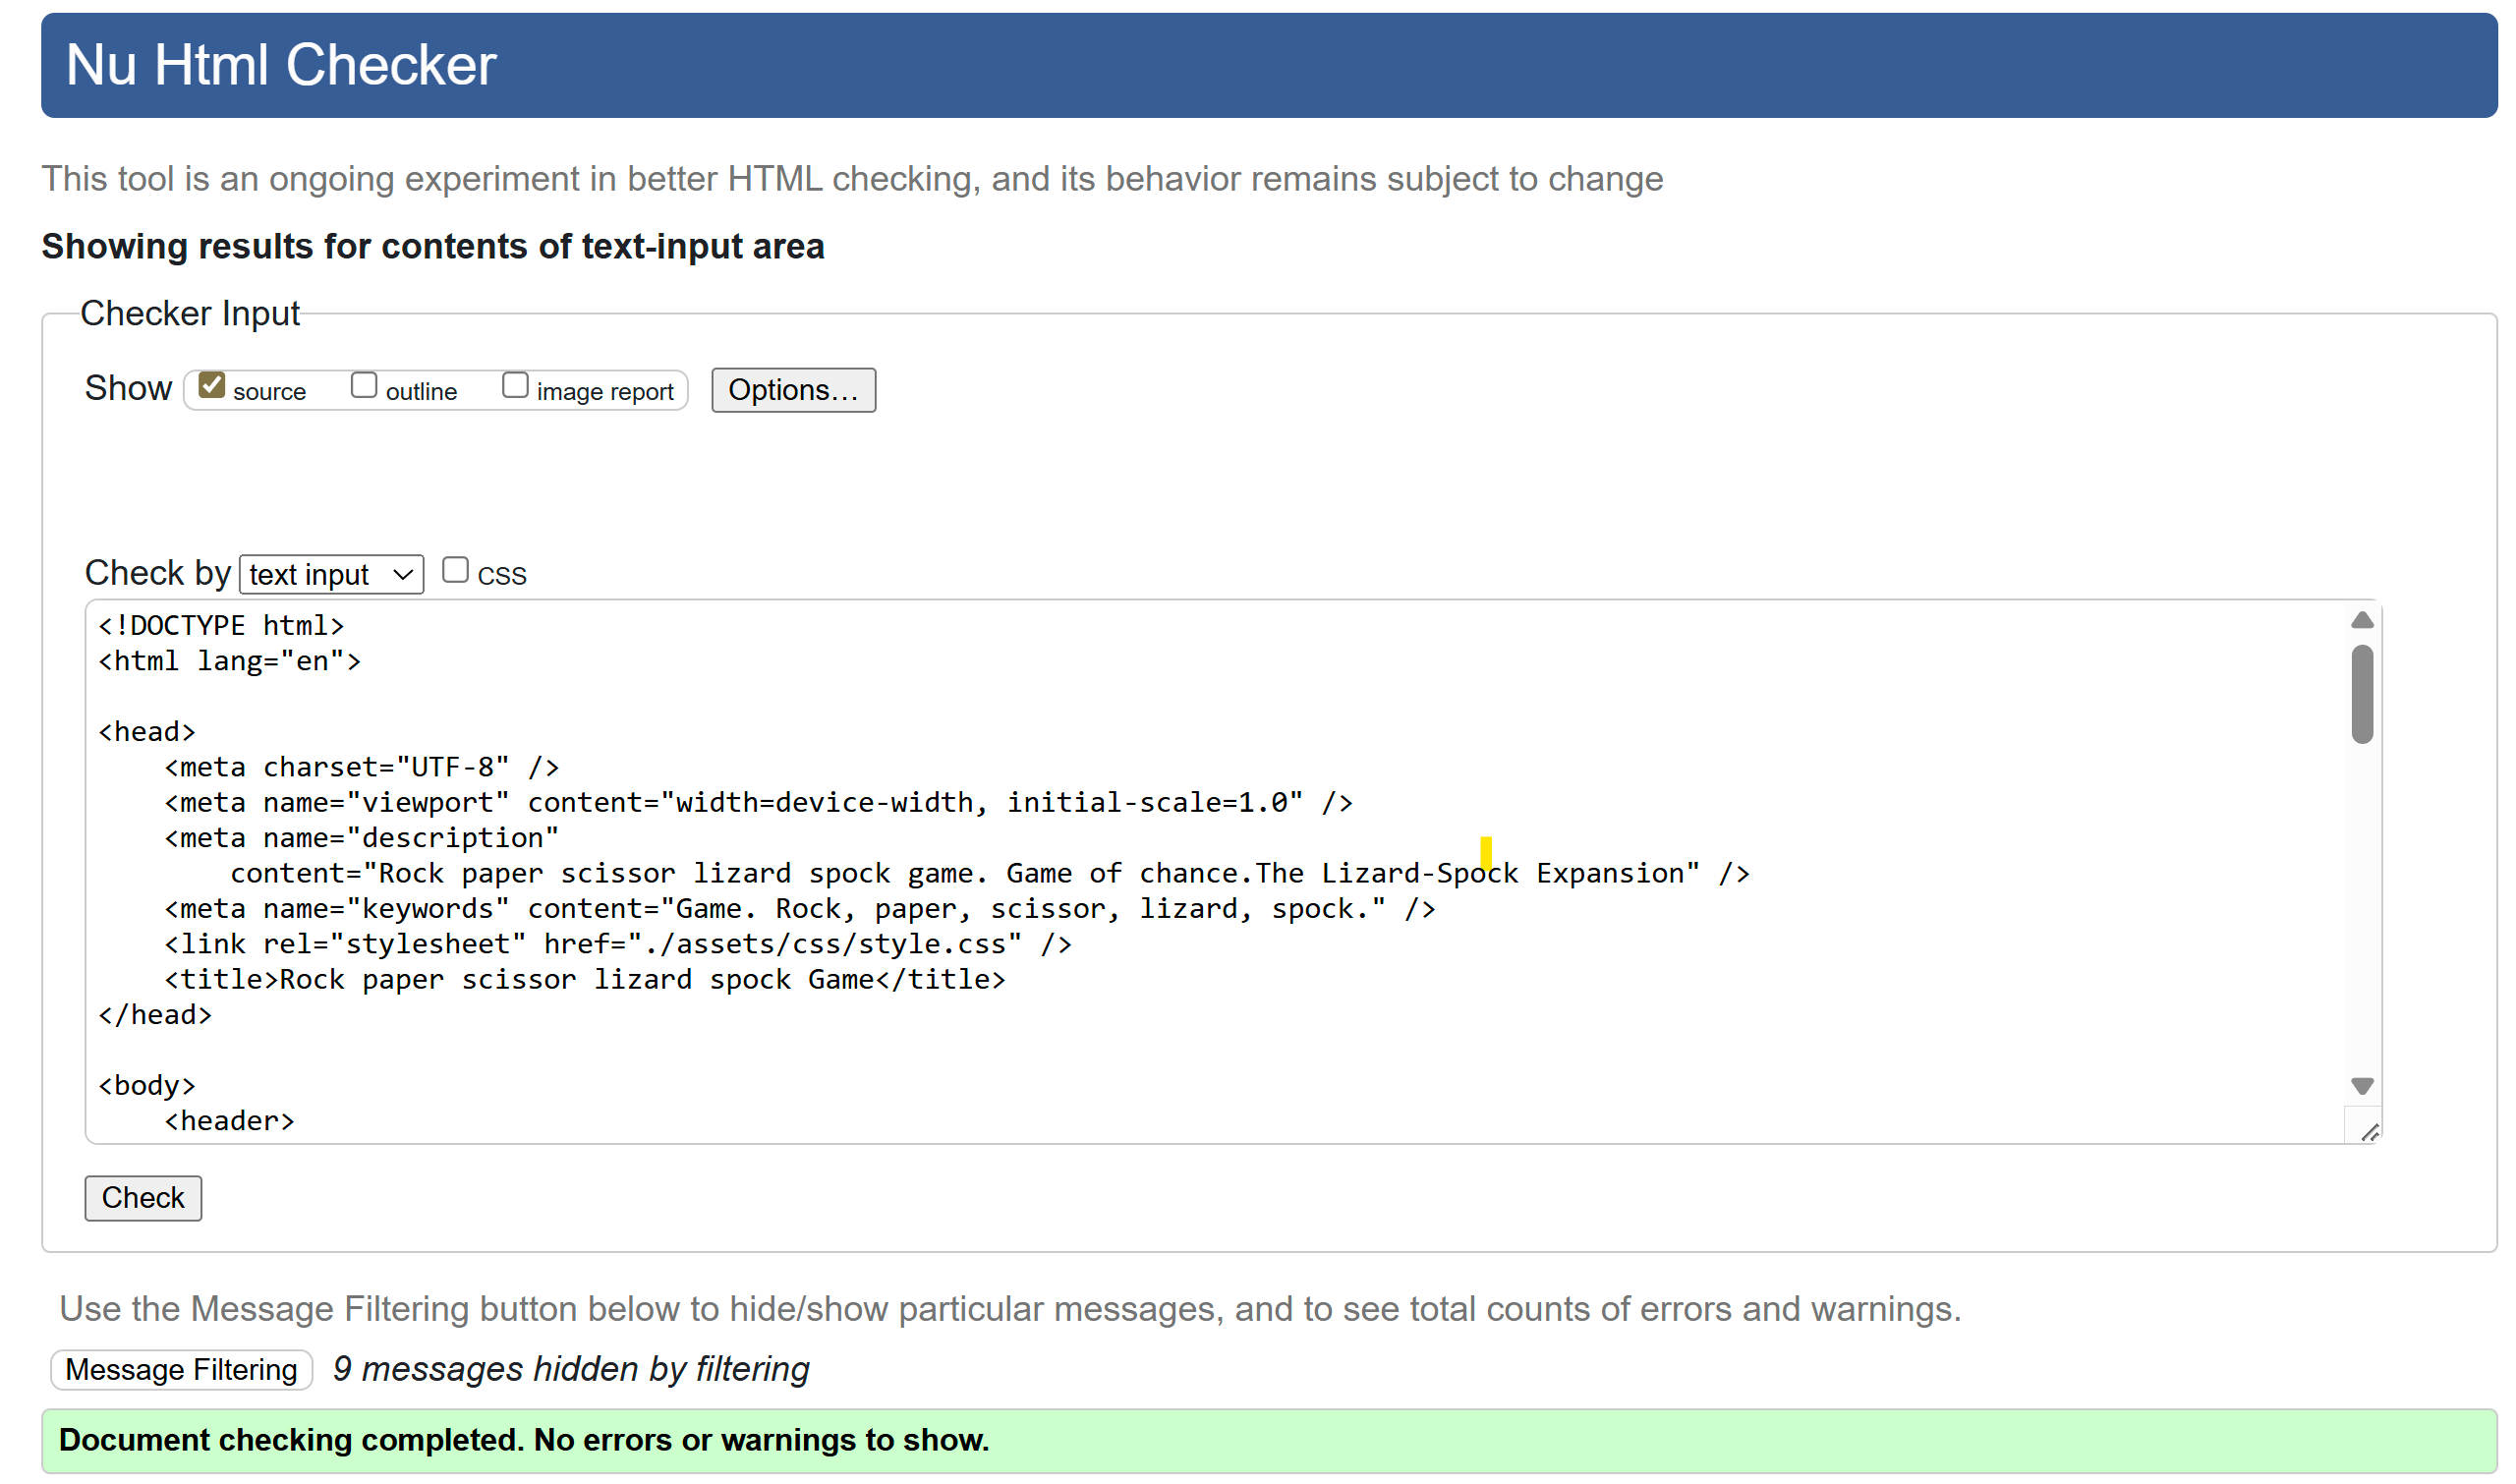 Nu Html Checker
This tool is an ongoing experiment in better HTML checking, and its behavior remains subject to change
Showing results for contents of text-input area
Checker Input
Show source outline image report Options...
Check by text input CSS
<!DOCTYPE html>
<html lang="en">
<head>
    <meta charset="UTF-8" />
    <meta name="viewport" content="width=device-width, initial-scale=1.0" />
    <meta name="description"
        content="Rock paper scissor lizard spock game. Game of chance.The Lizard-Spock Expansion" />
    <meta name="keywords" content="Game. Rock, paper, scissor, lizard, spock." />
    <link rel="stylesheet" href="./assets/css/style.css" />
    <title>Rock paper scissor lizard spock Game</title>
</head>
<body>
    <header>
Check
Use the Message Filtering button below to hide/show particular messages, and to see total counts of errors and warnings.
Message Filtering 9 messages hidden by filtering
Document checking completed. No errors or warnings to show.